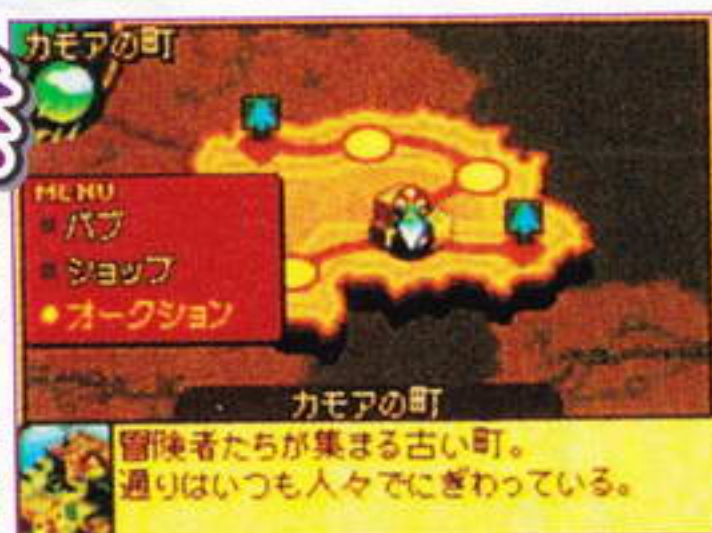 カモアの町
MENU
パブ
ショップ
オークション
カモアの町
冒険者たちが集まる古い町。
通りはいつも人々でにぎわっている。